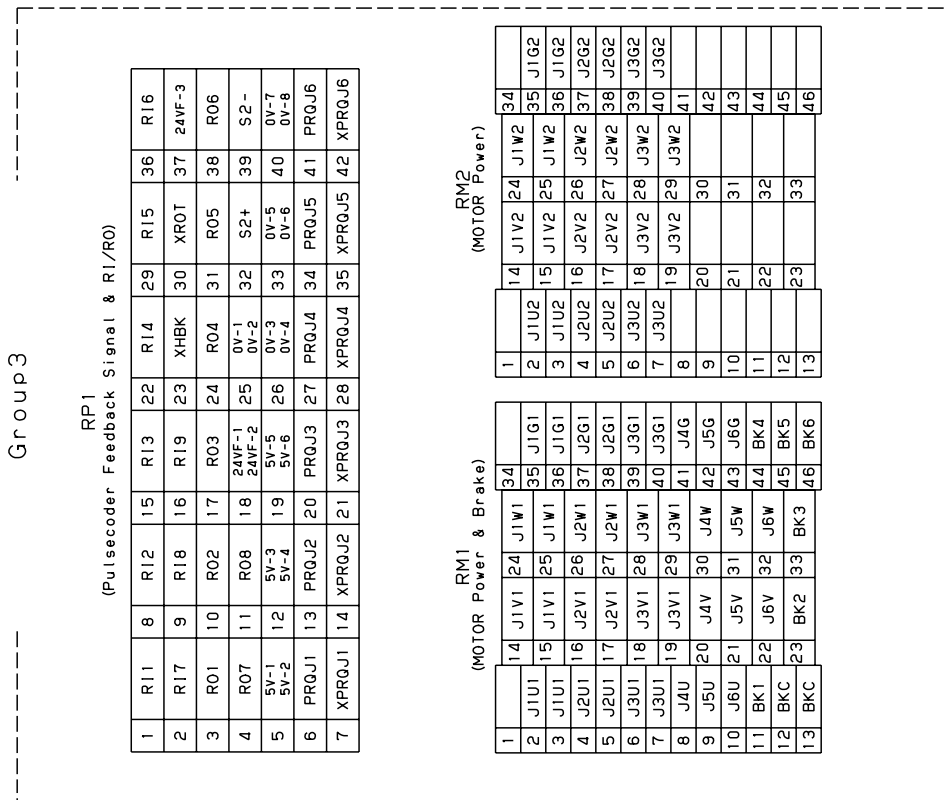 Group3
RP1
(Pulsecoder Feedback Signal & RI/RO)
1 RI1 8 RI2 15 RI3 22 RI4 29 RI5 36 RI6
2 RI7 9 RI8 16 RI9 23 XHBK 30 XROT 37 24VF-3
3 RO1 10 RO2 17 RO3 24 RO4 31 RO5 38 RO6
4 RO7 11 RO8 18 24VF-1 24VF-2 25 0V-1 0V-2 32 S2+ 39 S2-
5 5V-1 5V-2 12 5V-3 5V-4 19 5V-5 5V-6 26 0V-3 0V-4 33 0V-5 0V-6 40 0V-7 0V-8
6 PRQJ1 13 PRQJ2 20 PRQJ3 27 PRQJ4 34 PRQJ5 41 PRQJ6
7 XPRQJ1 14 XPRQJ2 21 XPRQJ3 28 XPRQJ4 35 XPRQJ5 42 XPRQJ6
RM1
(MOTOR Power & Brake)
1 14 J1V1 24 J1W1 34
2 J1U1 15 J1V1 25 J1W1 35 J1G1
3 J1U1 16 J2V1 26 J2W1 36 J1G1
4 J2U1 17 J2V1 27 J2W1 37 J2G1
5 J2U1 18 J3V1 28 J3W1 38 J2G1
6 J3U1 19 J3V1 29 J3W1 39 J3G1
7 J3U1 20 J4V 30 J4W 40 J3G1
8 J4U 21 J5V 31 J5W 41 J4G
9 J5U 22 J6V 32 J6W 42 J5G
10 J6U 23 BK2 33 BK3 43 J6G
11 BK1 44 BK4
12 BKC 45 BK5
13 BKC 46 BK6
RM2
(MOTOR Power)
1 14 J1V2 24 J1W2 34
2 J1U2 15 J1V2 25 J1W2 35 J1G2
3 J1U2 16 J2V2 26 J2W2 36 J1G2
4 J2U2 17 J2V2 27 J2W2 37 J2G2
5 J2U2 18 J3V2 28 J3W2 38 J2G2
6 J3U2 19 J3V2 29 J3W2 39 J3G2
7 J3U2 20 30 40 J3G2
8 21 31 41
9 22 32 42
10 23 33 43
11 44
12 45
13 46